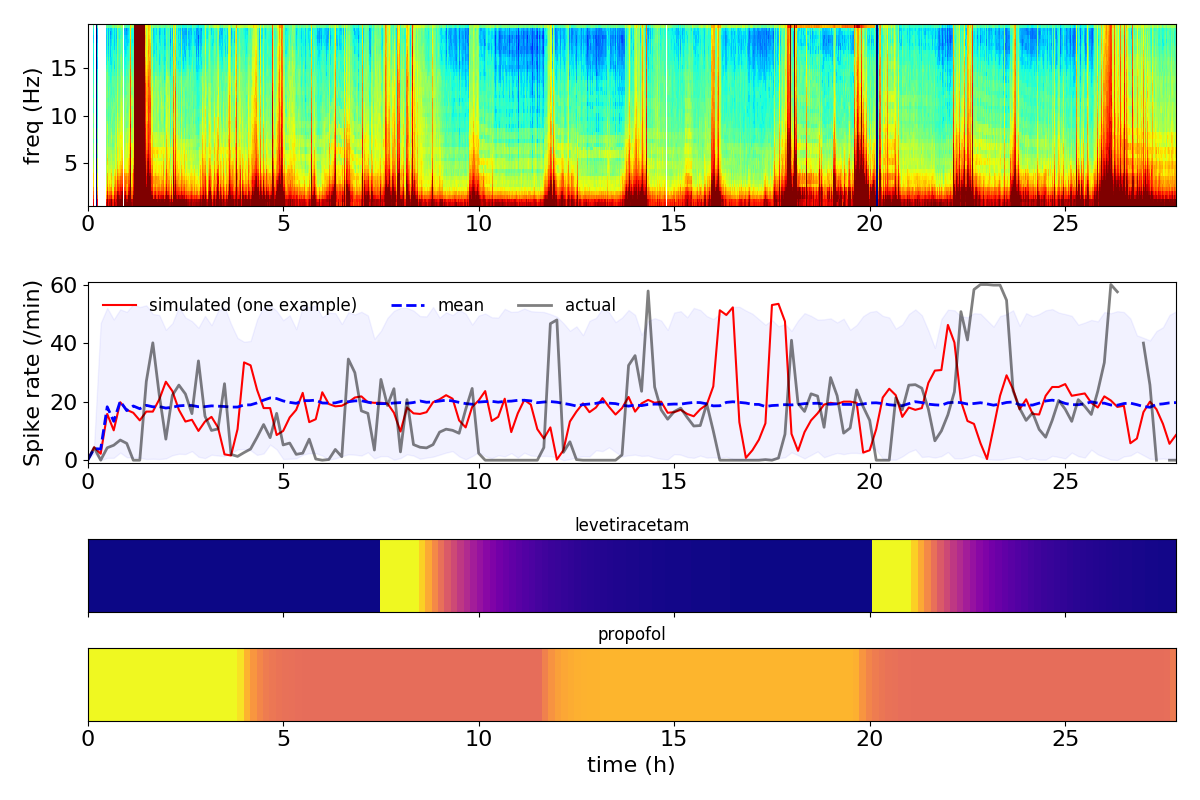 freq (Hz)
15
10
5
0 5 10 15 20 25
Spike rate (/min)
60
40
20
0
simulated (one example) mean actual
0 5 10 15 20 25
levetiracetam
propofol
0 5 10 15 20 25
time (h)